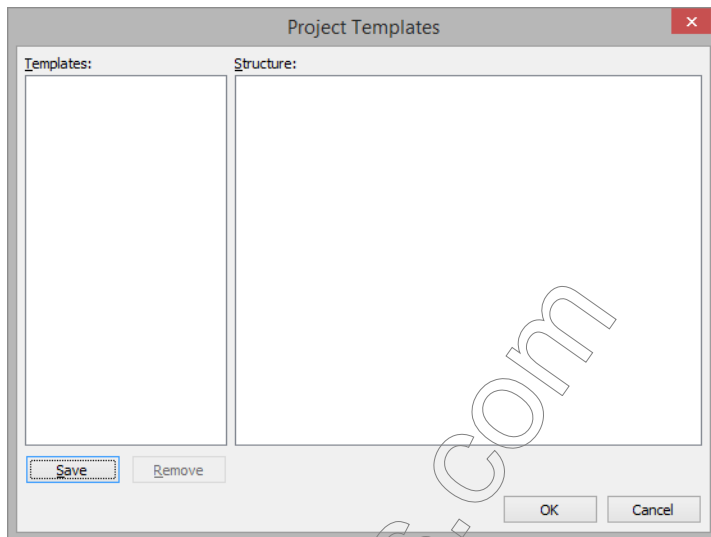 Project Templates
Templates:
Structure:
Save
Remove
OK
Cancel
.com